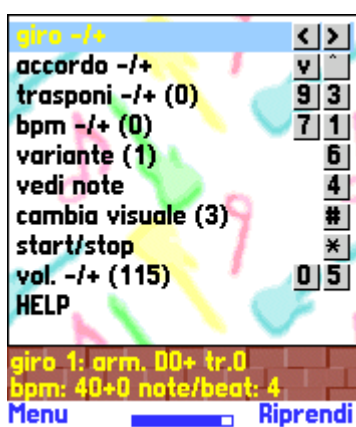 giro -/+ < >
accordo -/+ v ^
trasponi -/+ (0) 9 3
bpm -/+ (0) 7 1
variante (1) 6
vedi note 4
cambia visuale (3) #
start/stop *
vol. -/+ (115) 0 5
HELP
giro 1: arm. DO+ tr.0
bpm: 40+0 note/beat: 4
Menu Riprendi